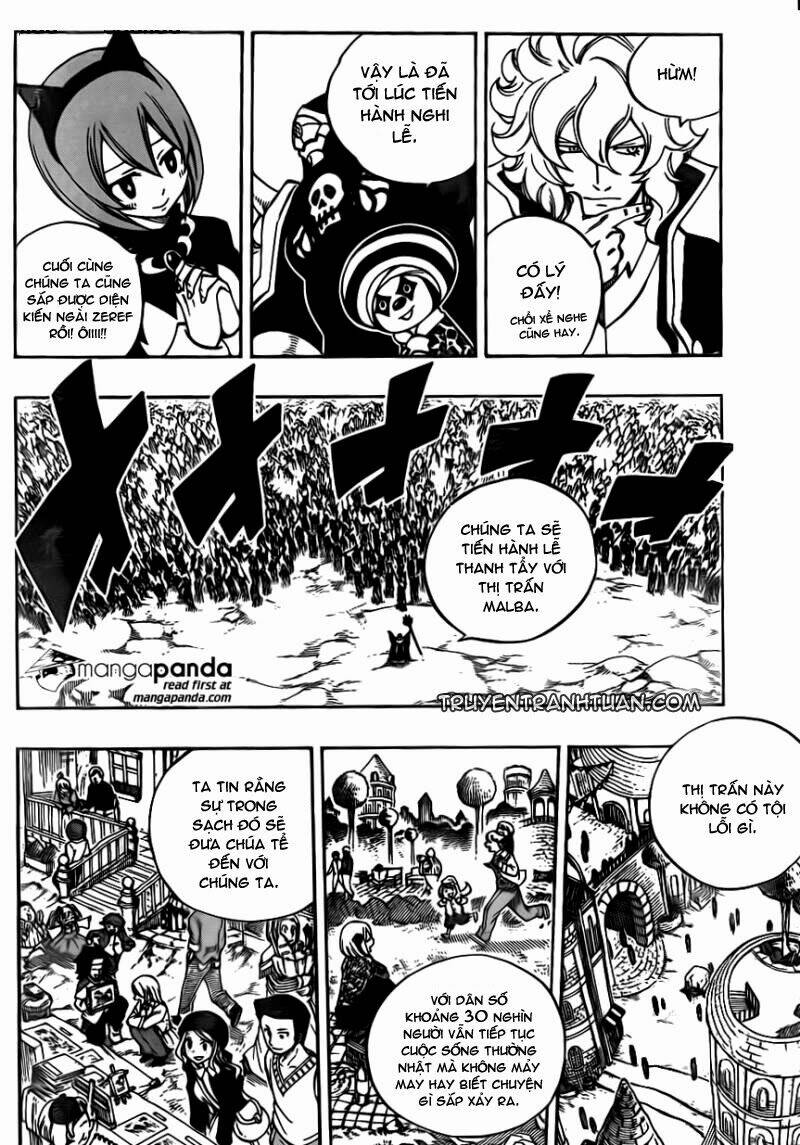 HỪM!
CÓ LÝ
ĐẤY!
CHỒI XỀ NGHE
CŨNG HAY.
VẬY LÀ ĐÃ
TỚI LÚC TIẾN
HÀNH NGHI
LỄ.
CUỐI CÙNG
CHÚNG TA CŨNG
SẮP ĐƯỢC DIỆN
KIẾN NGÀI ZEREF
RỒI! ÔIIII!!
CHÚNG TA SẼ
TIẾN HÀNH LỄ
THANH TẨY VỚI
THỊ TRẤN
MALBA.
mangapanda
read first at
mangapanda.com
TRUYENTRANHTUAN.COM
THỊ TRẤN NÀY
KHÔNG CÓ TỘI
LỖI GÌ.
VỚI DÂN SỐ
KHOẢNG 30 NGHÌN
NGƯỜI VẪN TIẾP TỤC
CUỘC SỐNG THƯỜNG
NHẬT MÀ KHÔNG MẢY
MAY HAY BIẾT CHUYỆN
GÌ SẮP XẢY RA.
TA TIN RẰNG
SỰ TRONG
SẠCH ĐÓ SẼ
ĐƯA CHÚA TỂ
ĐẾN VỚI
CHÚNG TA.